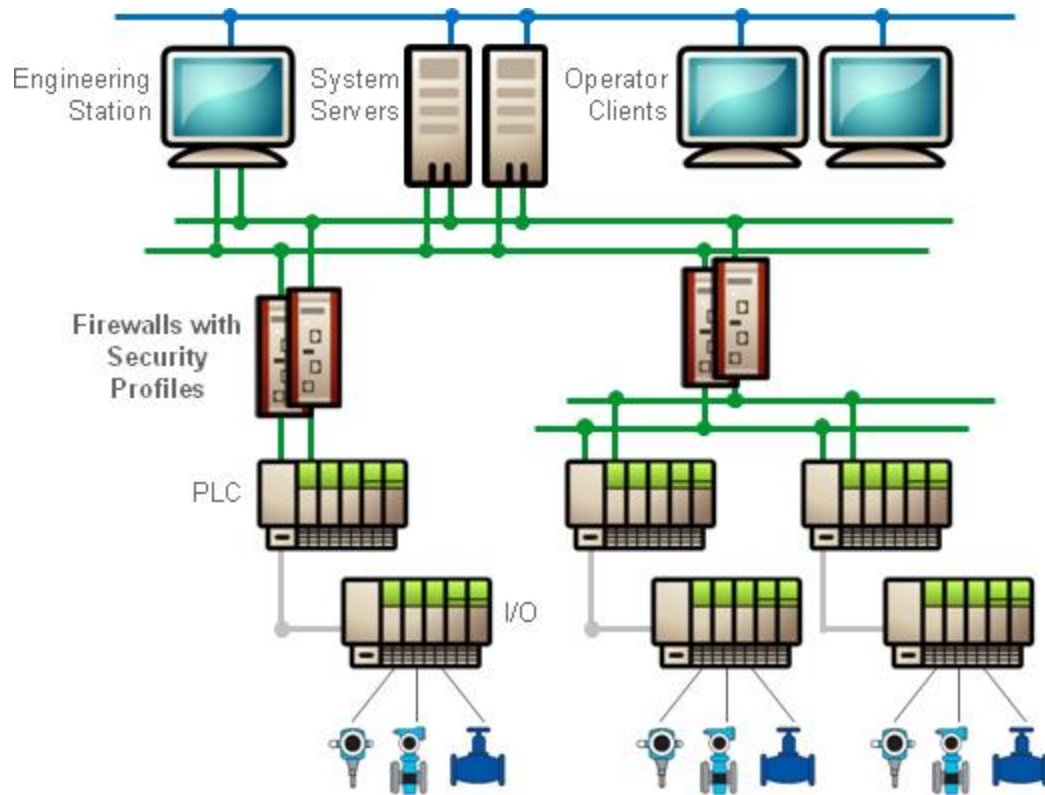 Engineering
Station
System
Servers
Operator
Clients
Firewalls with
Security
Profiles
PLC
I/O